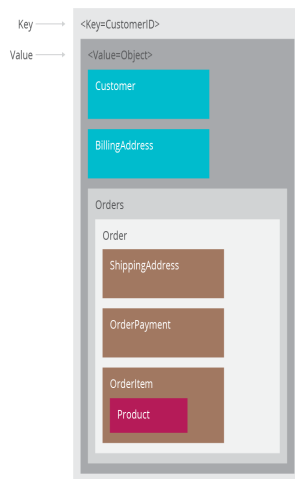 Key
<Key=CustomerID>
Value
<Value=Object>
Customer
BillingAddress
Orders
Order
ShippingAddress
OrderPayment
OrderItem
Product